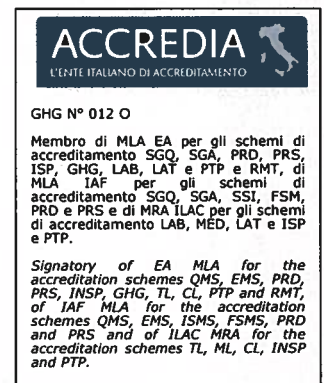 ACCREDIA
L'ENTE ITALIANO DI ACCREDITAMENTO
GHG N° 012 O
Membro di MLA EA per gli schemi di
accreditamento SGQ, SGA, PRD, PRS,
ISP, GHG, LAB, LAT e PTP e RMT, di
MLA IAF per gli schemi di
accreditamento SGQ, SGA, SSI, FSM,
PRD e PRS e di MRA ILAC per gli schemi
di accreditamento LAB, MED, LAT e ISP
e PTP.
Signatory of EA MLA for the
accreditation schemes QMS, EMS, PRD,
PRS, INSP, GHG, TL, CL, PTP and RMT,
of IAF MLA for the accreditation
schemes QMS, EMS, ISMS, FSMS, PRD
and PRS and of ILAC MRA for the
accreditation schemes TL, ML, CL, INSP
and PTP.